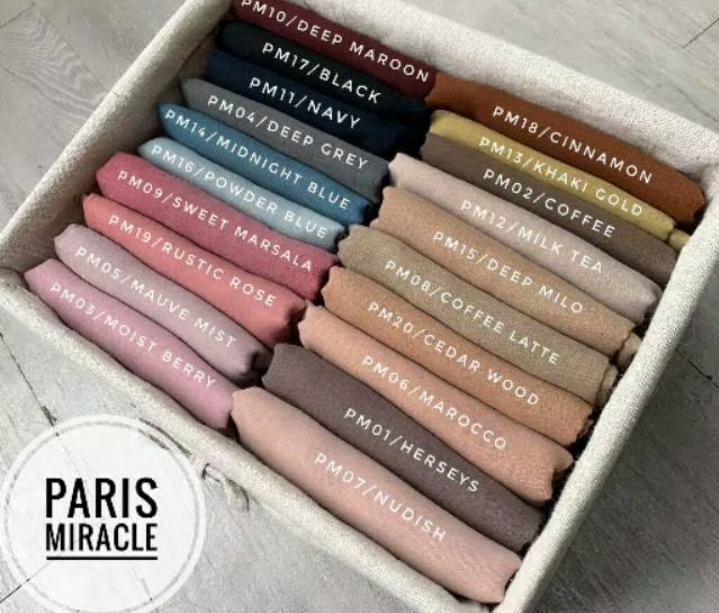 PM10/DEEP MAROON
PM17/BLACK
PM11/NAVY
PM04/DEEP GREY
PM14/MIDNIGHT BLUE
PM16/POWDER BLUE
PM09/SWEET MARSALA
PM19/RUSTIC ROSE
PM05/MAUVE MIST
PM03/MOIST BERRY
PM18/CINNAMON
PM13/KHAKI GOLD
PM02/COFFEE
PM12/MILK TEA
PM15/DEEP MILO
PM08/COFFEE LATTE
PM20/CEDAR WOOD
PM06/MAROCCO
PM01/HERSEYS
PM07/NUDISH
PARIS
MIRACLE